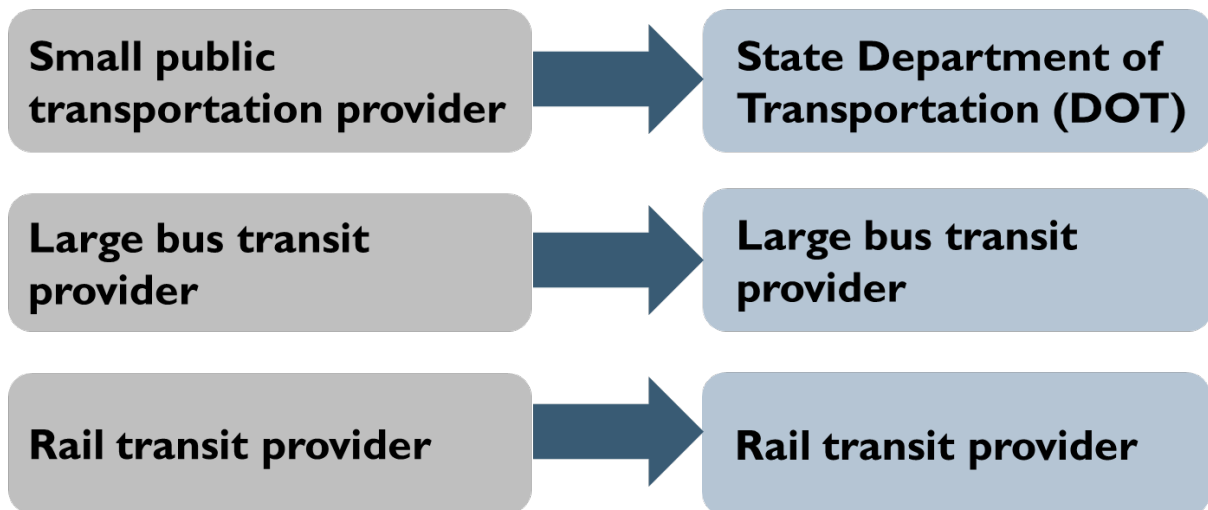 Small public
transportation provider
State Department of
Transportation (DOT)
Large bus transit
provider
Large bus transit
provider
Rail transit provider
Rail transit provider